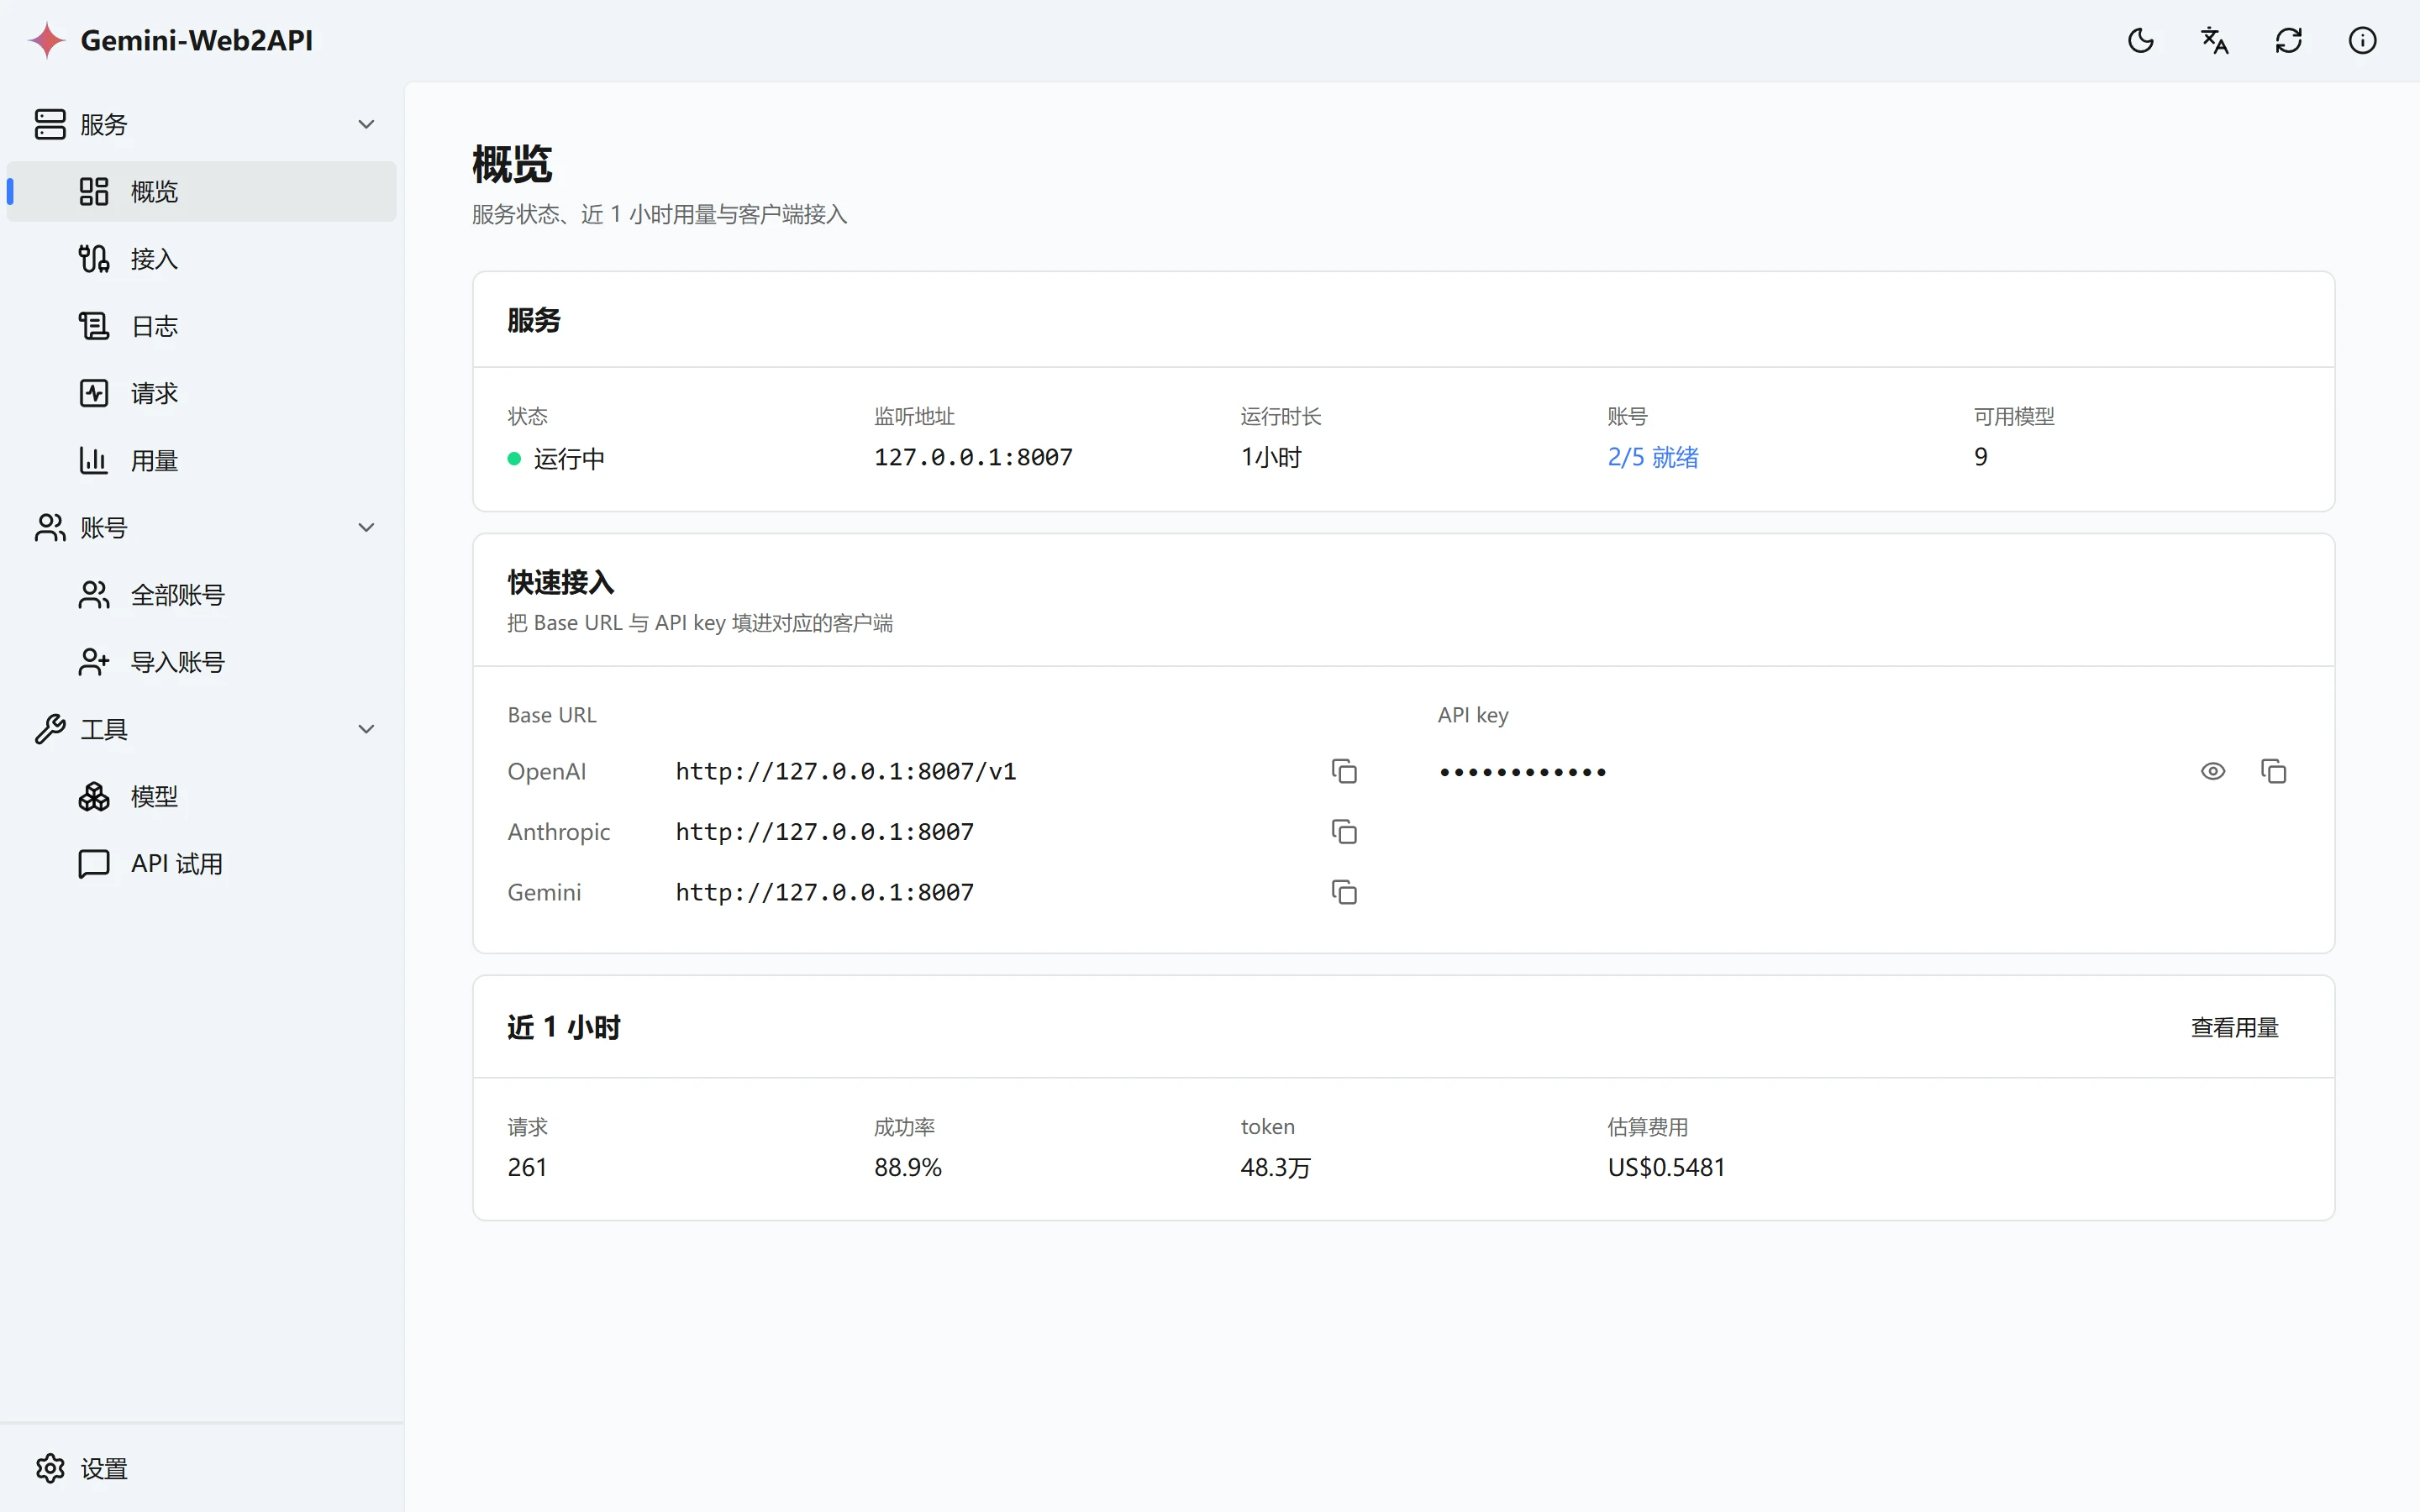 Gemini-Web2API
服务
概览
接入
日志
请求
用量
账号
全部账号
导入账号
工具
模型
API 试用
设置
概览
服务状态、近 1 小时用量与客户端接入
服务
状态 监听地址 运行时长 账号 可用模型
运行中 127.0.0.1:8007 1小时 2/5 就绪 9
快速接入
把 Base URL 与 API key 填进对应的客户端
Base URL API key
OpenAI http://127.0.0.1:8007/v1 ••••••••••••
Anthropic http://127.0.0.1:8007
Gemini http://127.0.0.1:8007
近 1 小时 查看用量
请求 成功率 token 估算费用
261 88.9% 48.3万 US$0.5481